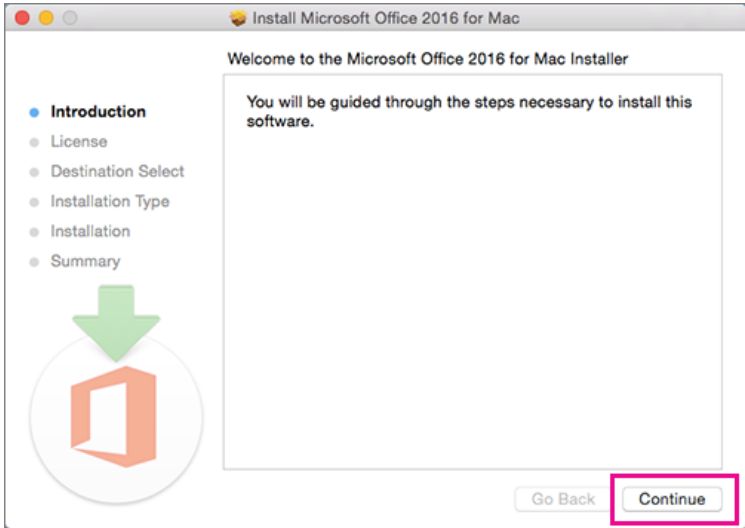 Install Microsoft Office 2016 for Mac
Welcome to the Microsoft Office 2016 for Mac Installer
Introduction
License
Destination Select
Installation Type
Installation
Summary
You will be guided through the steps necessary to install this
software.
Go Back
Continue